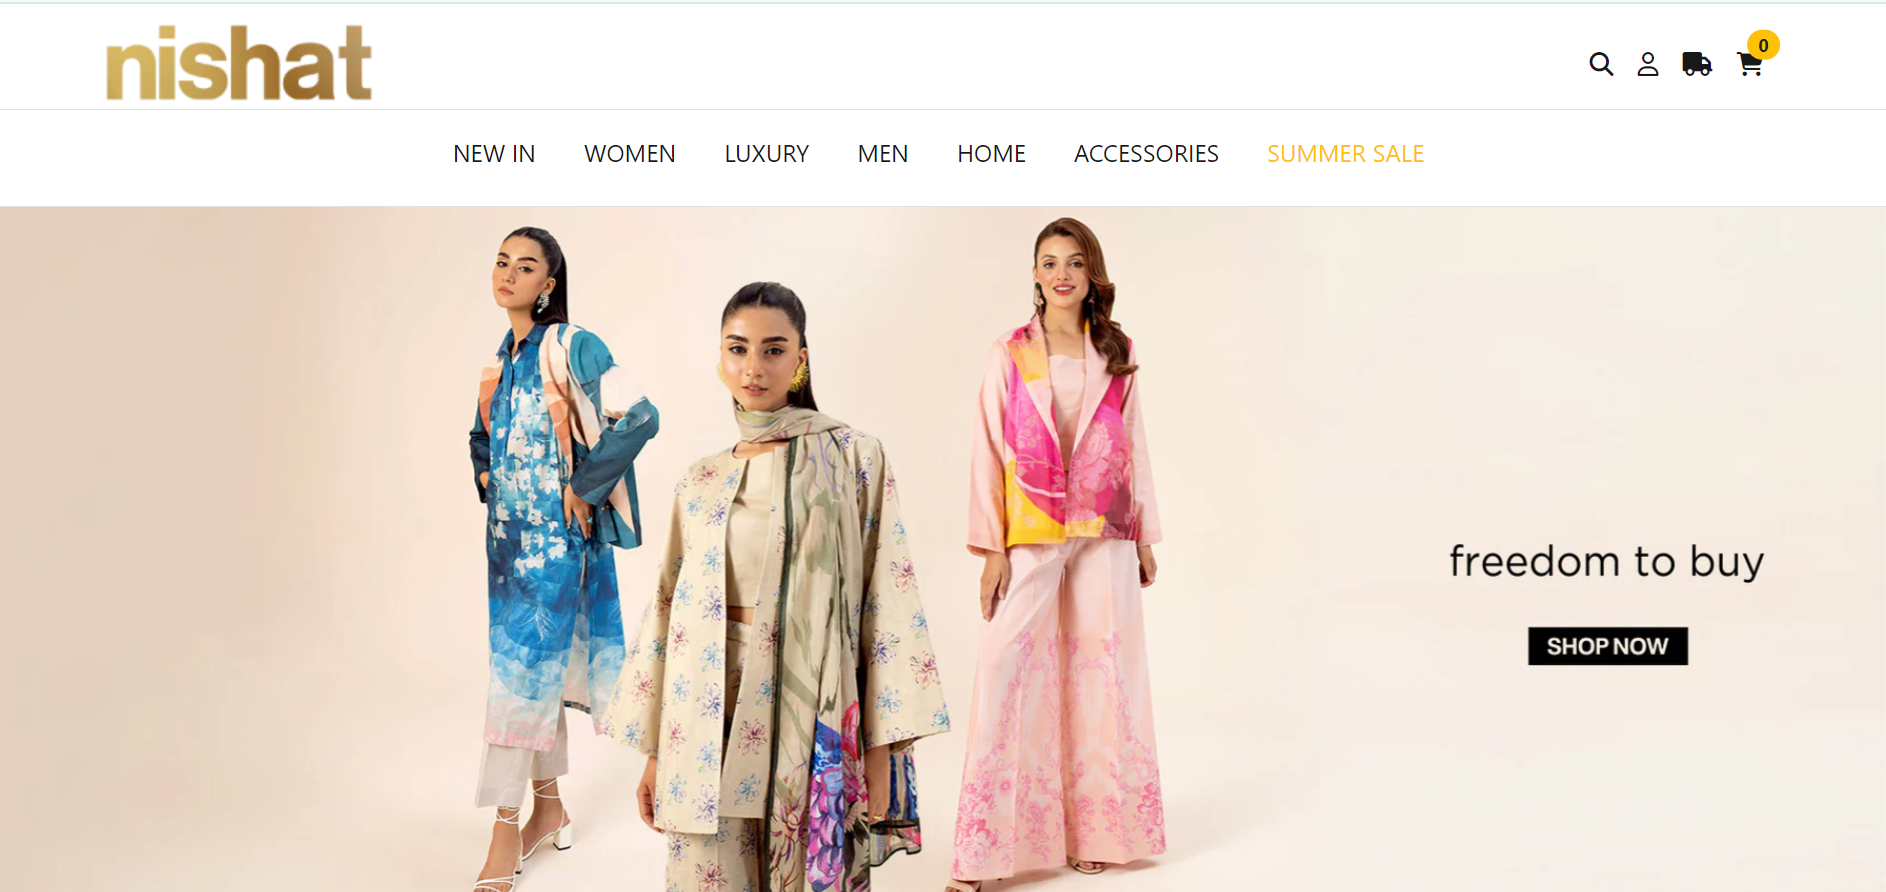 nishat
0
NEW IN WOMEN LUXURY MEN HOME ACCESSORIES SUMMER SALE
freedom to buy
SHOP NOW